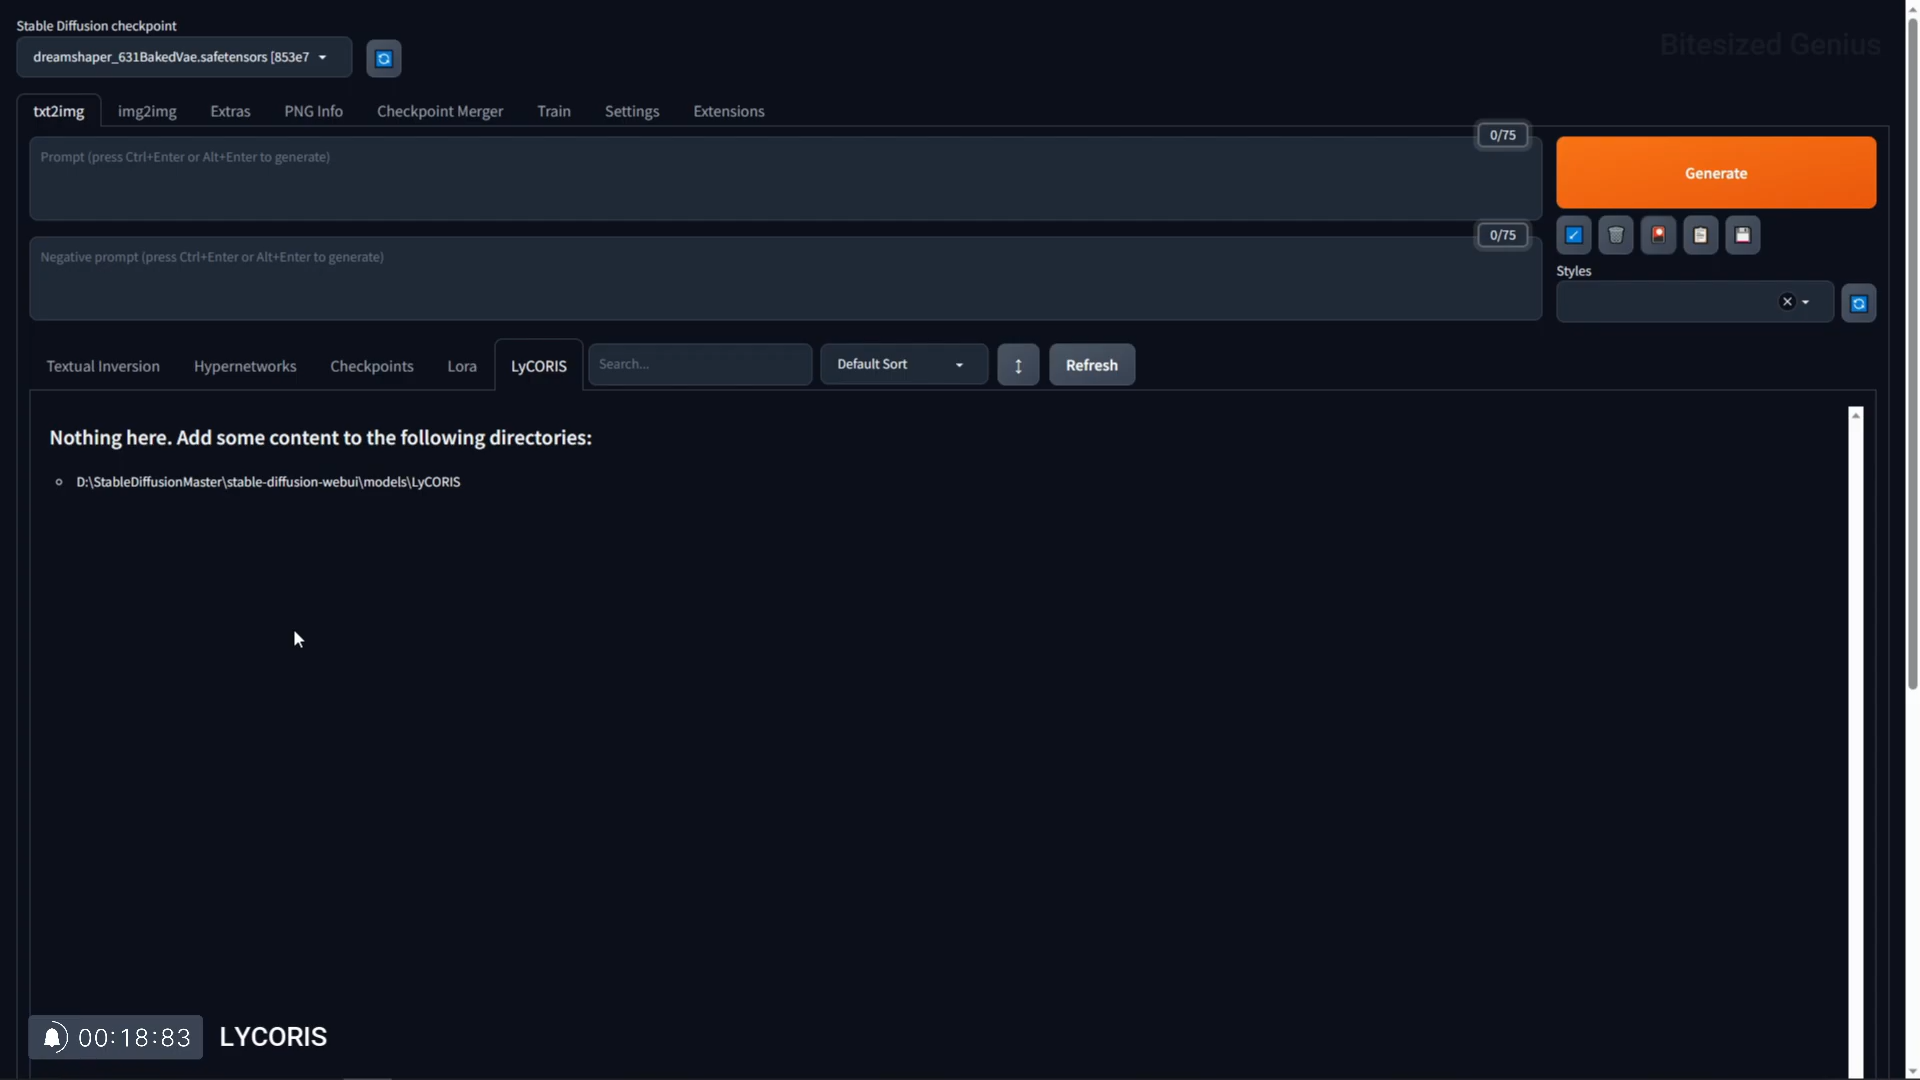 Stable Diffusion checkpoint
dreamshaper_631BakedVae.safetensors [853e7
Bitesized Genius
txt2img img2img Extras PNG Info Checkpoint Merger Train Settings Extensions
0/75
Prompt (press Ctrl+Enter or Alt+Enter to generate)
Generate
0/75
Negative prompt (press Ctrl+Enter or Alt+Enter to generate)
Styles
Textual Inversion Hypernetworks Checkpoints Lora LyCORIS Search... Default Sort Refresh
Nothing here. Add some content to the following directories:
D:\StableDiffusionMaster\stable-diffusion-webui\models\LyCORIS
00:18:83 LYCORIS